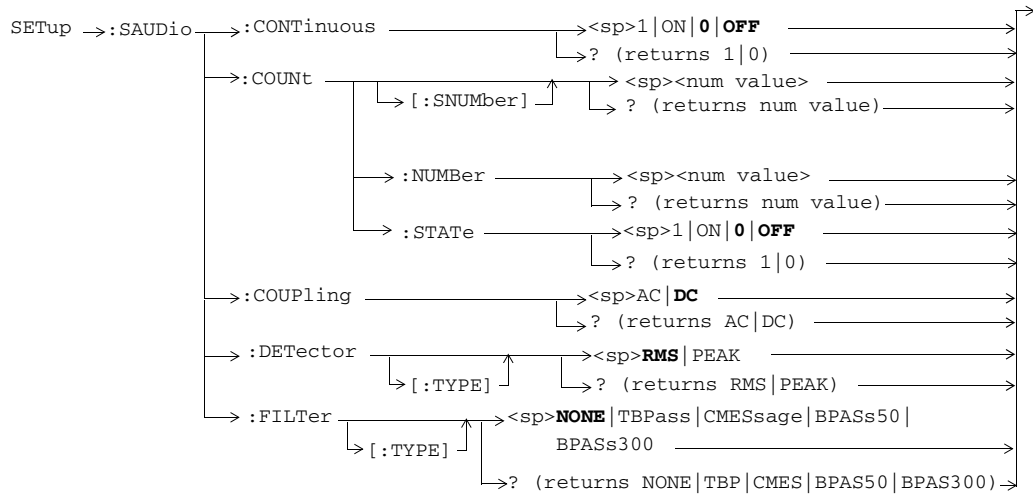 SETup :SAUDio :CONTinuous <sp>1|ON|0|OFF
? (returns 1|0)
:COUNt <sp><num value>
[:SNUMber] ? (returns num value)
:NUMBer <sp><num value>
? (returns num value)
:STATe <sp>1|ON|0|OFF
? (returns 1|0)
:COUPling <sp>AC|DC
? (returns AC|DC)
:DETector <sp>RMS|PEAK
[:TYPE] ? (returns RMS|PEAK)
:FILTer <sp>NONE|TBPass|CMESsage|BPASs50|
[:TYPE] BPASs300
? (returns NONE|TBP|CMES|BPAS50|BPAS300)